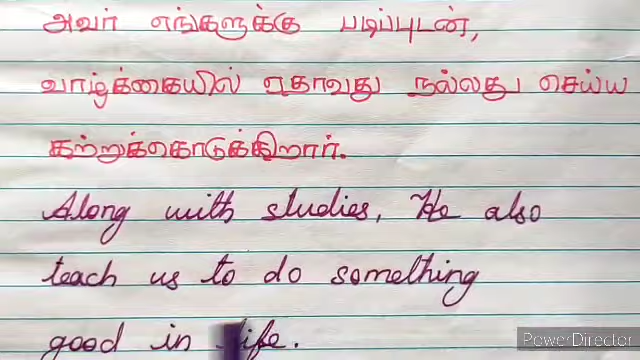 அவர் எங்களுக்கு படிப்புடன்,
வாழ்க்கையில் ஏதாவது நல்லது செய்ய
கற்றுக்கொடுக்கிறார்.
Along with studies, He also
teach us to do something
good in life.
PowerDirector